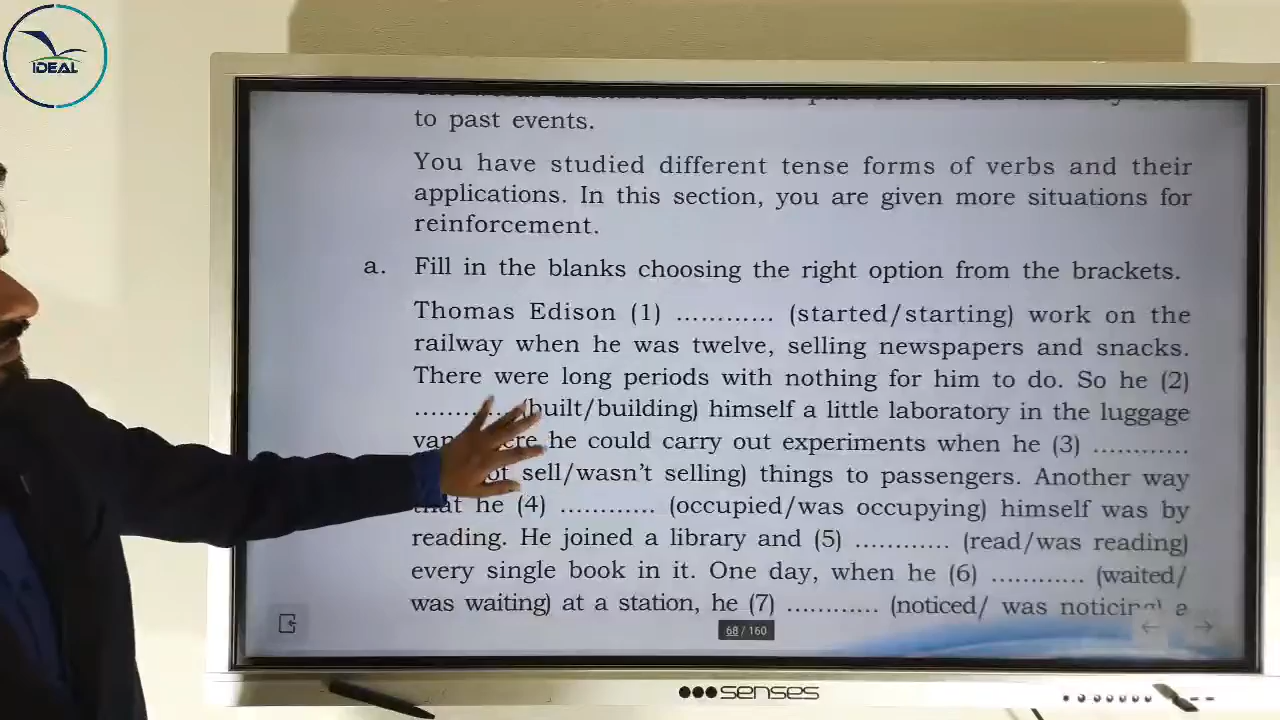 IDEAL
to past events.
You have studied different tense forms of verbs and their
applications. In this section, you are given more situations for
reinforcement.
a. Fill in the blanks choosing the right option from the brackets.
Thomas Edison (1) ............ (started/starting) work on the
railway when he was twelve, selling newspapers and snacks.
There were long periods with nothing for him to do. So he (2)
............ (built/building) himself a little laboratory in the luggage
he could carry out experiments when he (3) ............
sell/wasn't selling) things to passengers. Another way
that he (4) ............ (occupied/was occupying) himself was by
reading. He joined a library and (5) ............ (read/was reading)
every single book in it. One day, when he (6) ............ (waited/
was waiting) at a station, he (7) ............ (noticed/ was noticing) a
68 / 160
senses